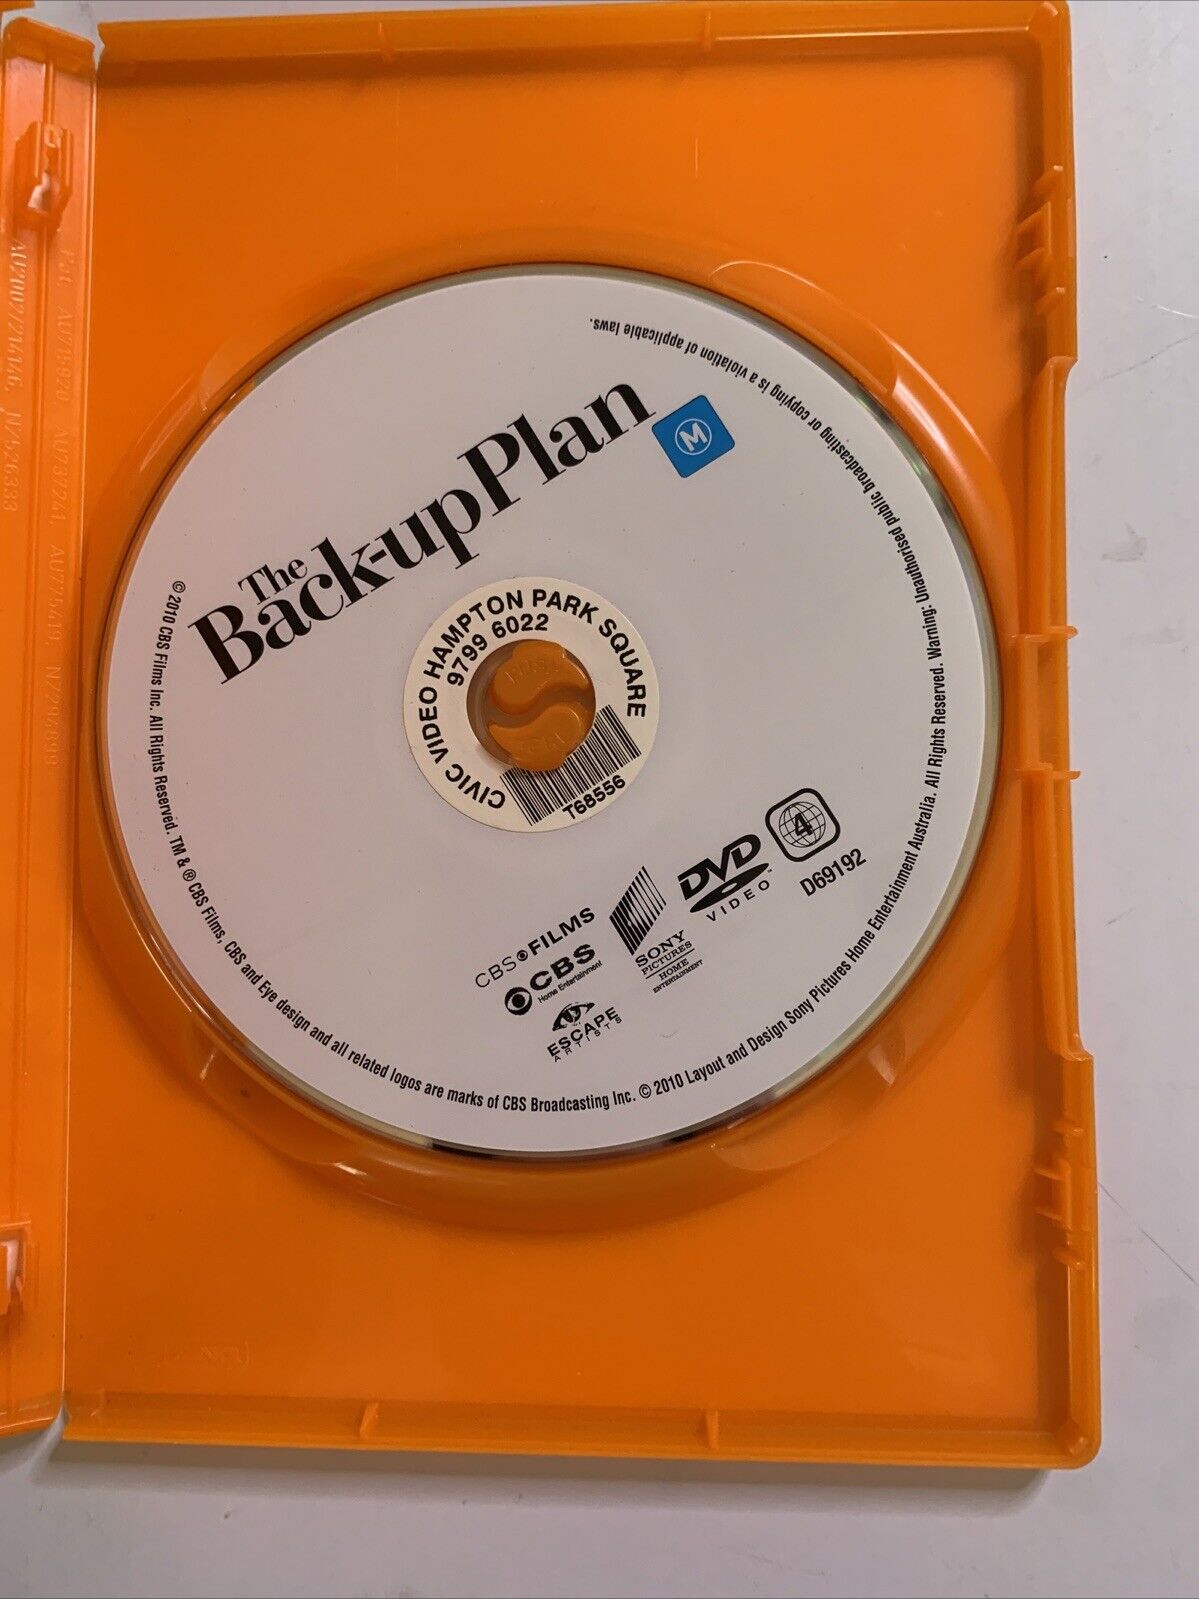 The
Back-up Plan
M
CIVIC VIDEO HAMPTON PARK SQUARE
9799 6022
T68556
DVD
VIDEO
4
D69192
CBS FILMS
CBS
Home Entertainment
SONY
PICTURES
HOME
ENTERTAINMENT
ESCAPE
ARTISTS
© 2010 CBS Films Inc. All Rights Reserved. TM & ® CBS Films, CBS and Eye design and all related logos are marks of CBS Broadcasting Inc. © 2010 Layout and Design Sony Pictures Home Entertainment Australia. All Rights Reserved. Warning: Unauthorised public broadcasting or copying is a violation of applicable laws.